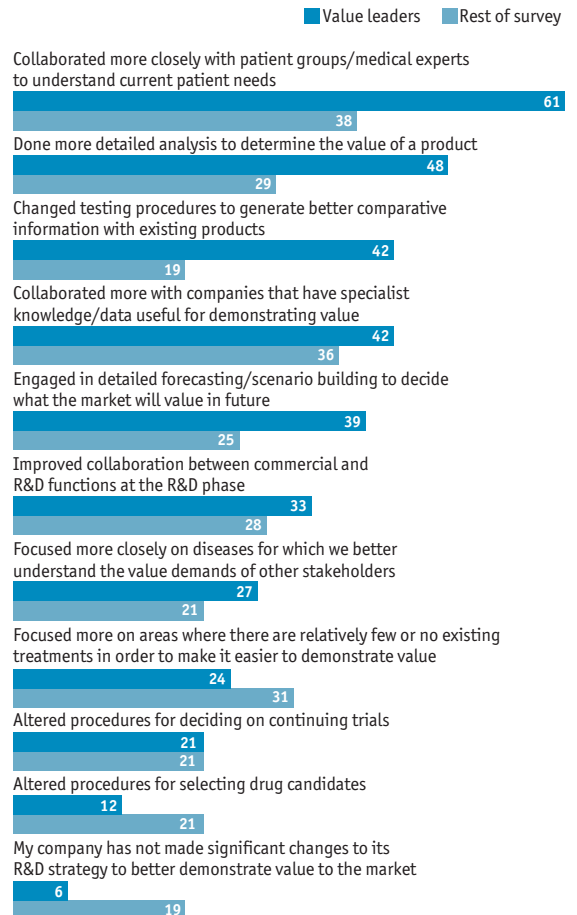 Value leaders Rest of survey
Collaborated more closely with patient groups/medical experts
to understand current patient needs
61
38
Done more detailed analysis to determine the value of a product
48
29
Changed testing procedures to generate better comparative
information with existing products
42
19
Collaborated more with companies that have specialist
knowledge/data useful for demonstrating value
42
36
Engaged in detailed forecasting/scenario building to decide
what the market will value in future
39
25
Improved collaboration between commercial and
R&D functions at the R&D phase
33
28
Focused more closely on diseases for which we better
understand the value demands of other stakeholders
27
21
Focused more on areas where there are relatively few or no existing
treatments in order to make it easier to demonstrate value
24
31
Altered procedures for deciding on continuing trials
21
21
Altered procedures for selecting drug candidates
12
21
My company has not made significant changes to its
R&D strategy to better demonstrate value to the market
6
19